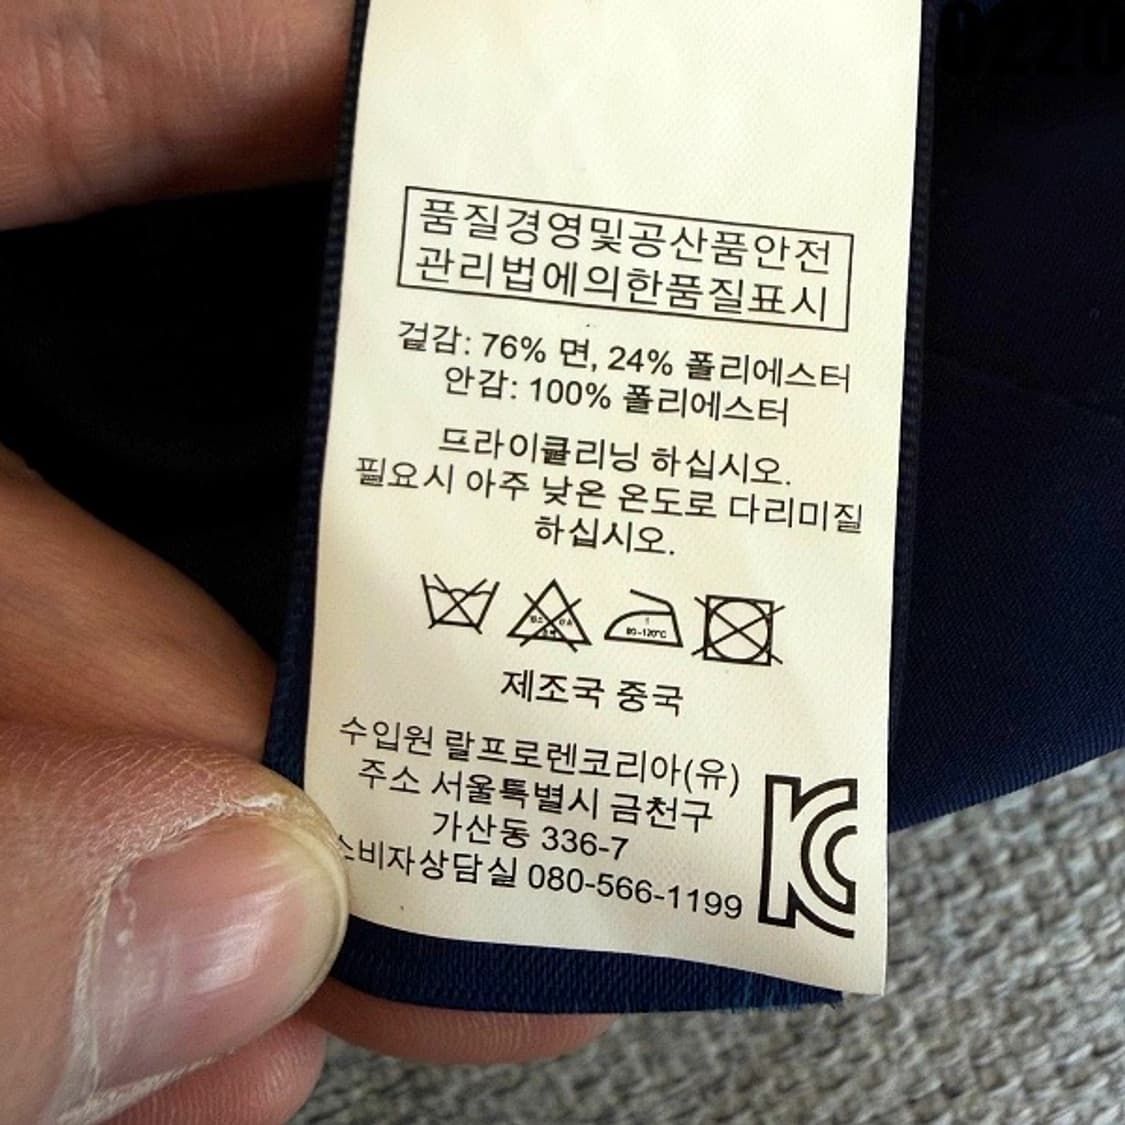 0220
품질경영및공산품안전
관리법에의한품질표시
겉감: 76% 면, 24% 폴리에스터
안감: 100% 폴리에스터
드라이클리닝 하십시오.
필요시 아주 낮은 온도로 다리미질
하십시오.
80-120°C
제조국 중국
수입원 랄프로렌코리아(유)
주소 서울특별시 금천구
가산동 336-7
소비자상담실 080-566-1199
KC